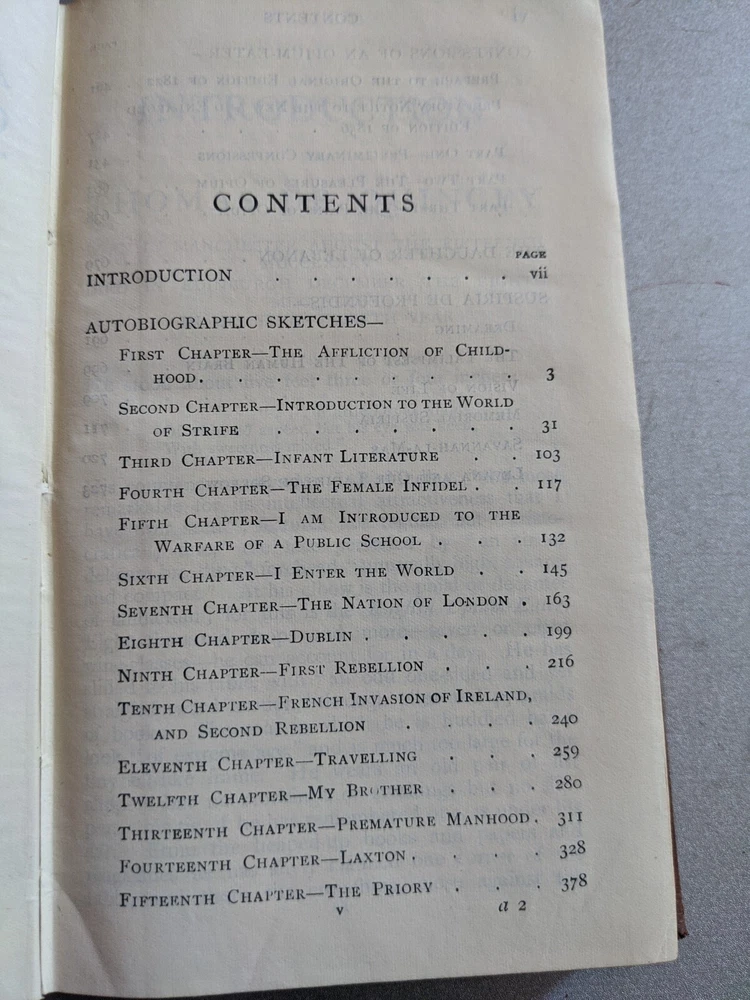 CONTENTS
PAGE
INTRODUCTION . . . . . . . vii
AUTOBIOGRAPHIC SKETCHES—
First Chapter—The Affliction of Child-
hood. . . . . . . . . 3
Second Chapter—Introduction to the World
of Strife . . . . . . . 31
Third Chapter—Infant Literature . . 103
Fourth Chapter—The Female Infidel . . 117
Fifth Chapter—I am Introduced to the
Warfare of a Public School . . . 132
Sixth Chapter—I Enter the World . . 145
Seventh Chapter—The Nation of London . 163
Eighth Chapter—Dublin . . . . . 199
Ninth Chapter—First Rebellion . . . 216
Tenth Chapter—French Invasion of Ireland,
and Second Rebellion . . . . 240
Eleventh Chapter—Travelling . . . 259
Twelfth Chapter—My Brother . . . 280
Thirteenth Chapter—Premature Manhood. 311
Fourteenth Chapter—Laxton. . . . 328
Fifteenth Chapter—The Priory . . . 378
v a 2